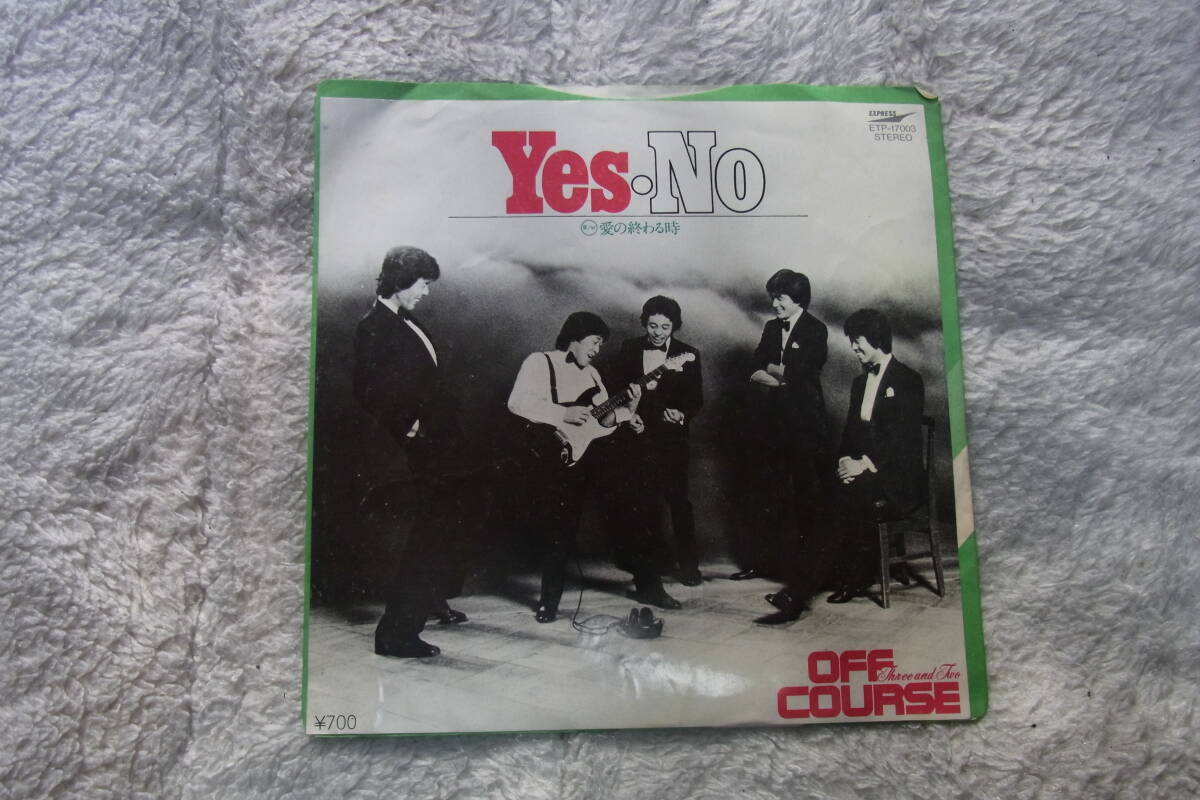 EXPRESS
ETP-17003
STEREO
Yes・No
B/W 愛の終わる時
OFF
Three and Two
COURSE
¥700